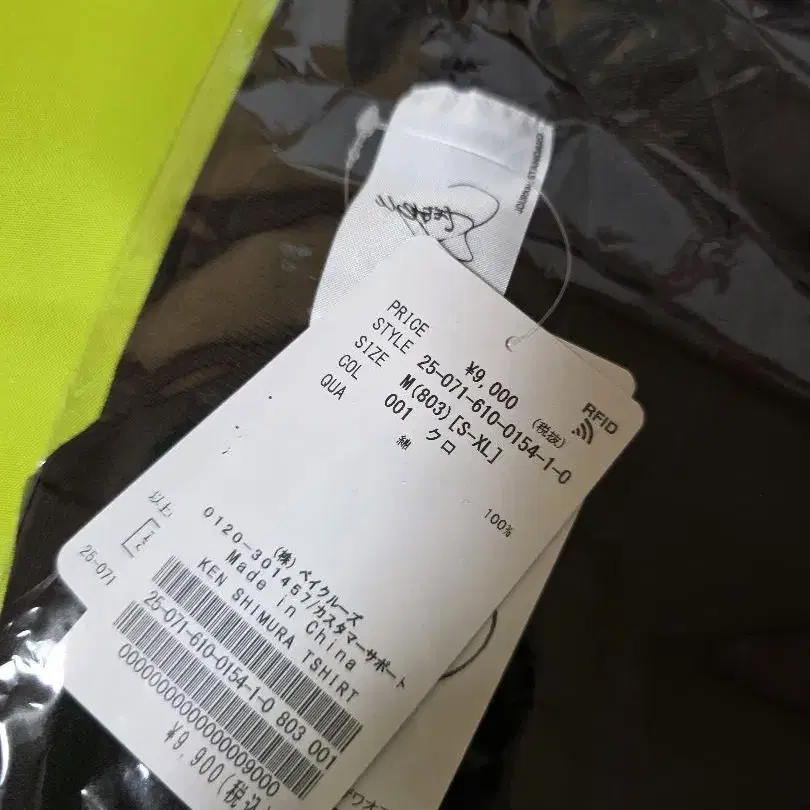 JOURNAL STANDARD
RFID
PRICE ¥9,000 (税抜)
STYLE 25-071-610-0154-1-0
SIZE M(803)[S-XL]
COL 001 クロ
QUA 綿 100%
以上
25-071
(株)ベイクルーズ
0120-301457/カスタマーサポート
Made in China
KEN SHIMURA TSHIRT
25-071-610-0154-1-0 803 001
¥9,900(税込)